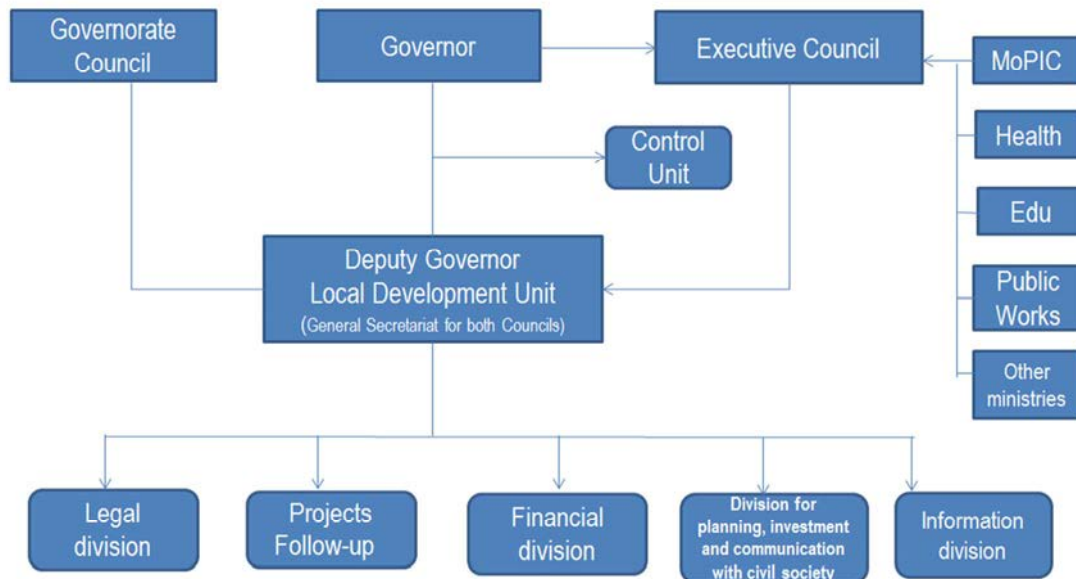 Governorate
Council
Governor
Executive Council
MoPIC
Health
Control
Unit
Edu
Deputy Governor
Local Development Unit
(General Secretariat for both Councils)
Public
Works
Other
ministries
Legal
division
Projects
Follow-up
Financial
division
Division for
planning, investment
and communication
with civil society
Information
division